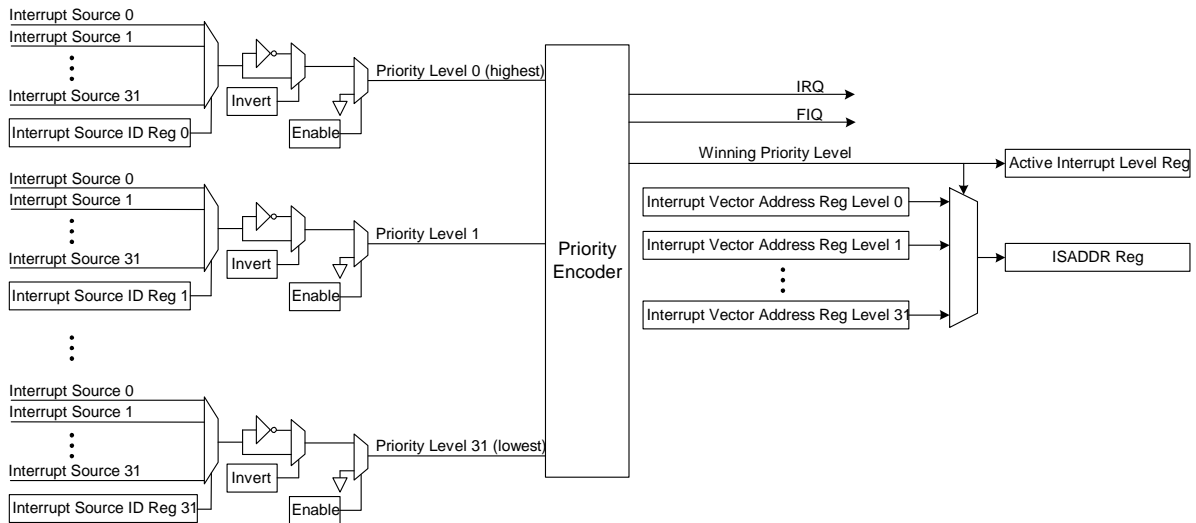 Interrupt Source 0
Interrupt Source 1
Interrupt Source 31
Interrupt Source ID Reg 0
Invert
Enable
Priority Level 0 (highest)
Interrupt Source 0
Interrupt Source 1
Interrupt Source 31
Interrupt Source ID Reg 1
Invert
Enable
Priority Level 1
Interrupt Source 0
Interrupt Source 1
Interrupt Source 31
Interrupt Source ID Reg 31
Invert
Enable
Priority Level 31 (lowest)
Priority
Encoder
IRQ
FIQ
Winning Priority Level
Active Interrupt Level Reg
Interrupt Vector Address Reg Level 0
Interrupt Vector Address Reg Level 1
Interrupt Vector Address Reg Level 31
ISADDR Reg